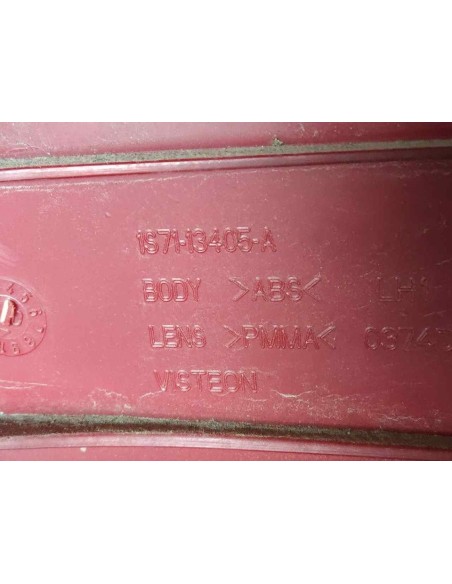 1S71-13405-A
BODY >ABS< LH
LENS >PMMA< 
VISTEON